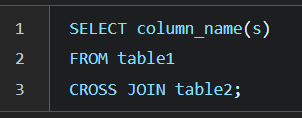 1 SELECT column_name(s)
2 FROM table1
3 CROSS JOIN table2;